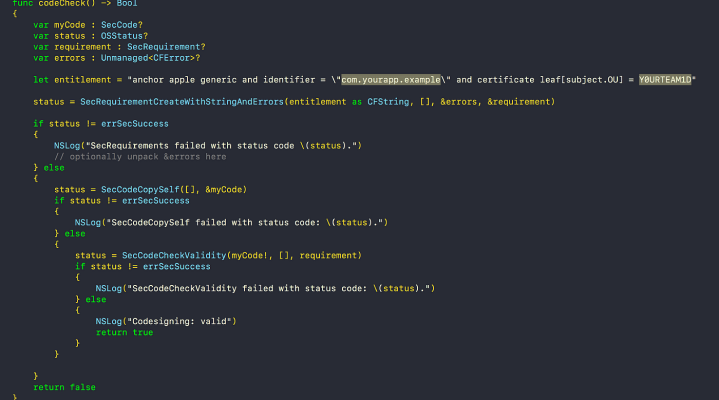 func codeCheck() -> Bool
{
var myCode : SecCode?
var status : OSStatus?
var requirement : SecRequirement?
var errors : Unmanaged<CFError>?
let entitlement = "anchor apple generic and identifier = \"com.yourapp.example\" and certificate leaf[subject.OU] = Y0URTEAM1D"
status = SecRequirementCreateWithStringAndErrors(entitlement as CFString, [], &errors, &requirement)
if status != errSecSuccess
{
NSLog("SecRequirements failed with status code \(status).")
// optionally unpack &errors here
} else
{
status = SecCodeCopySelf([], &myCode)
if status != errSecSuccess
{
NSLog("SecCodeCopySelf failed with status code: \(status).")
} else
{
status = SecCodeCheckValidity(myCode!, [], requirement)
if status != errSecSuccess
{
NSLog("SecCodeCheckValidity failed with status code: \(status).")
} else
{
NSLog("Codesigning: valid")
return true
}
}
}
return false
}